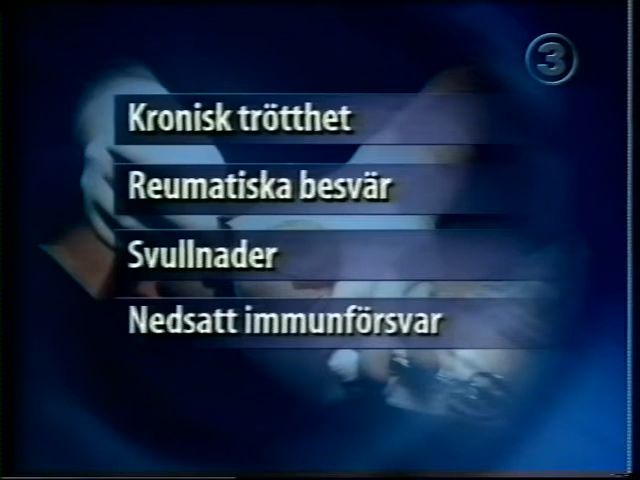 3
Kronisk trötthet
Reumatiska besvär
Svullnader
Nedsatt immunförsvar